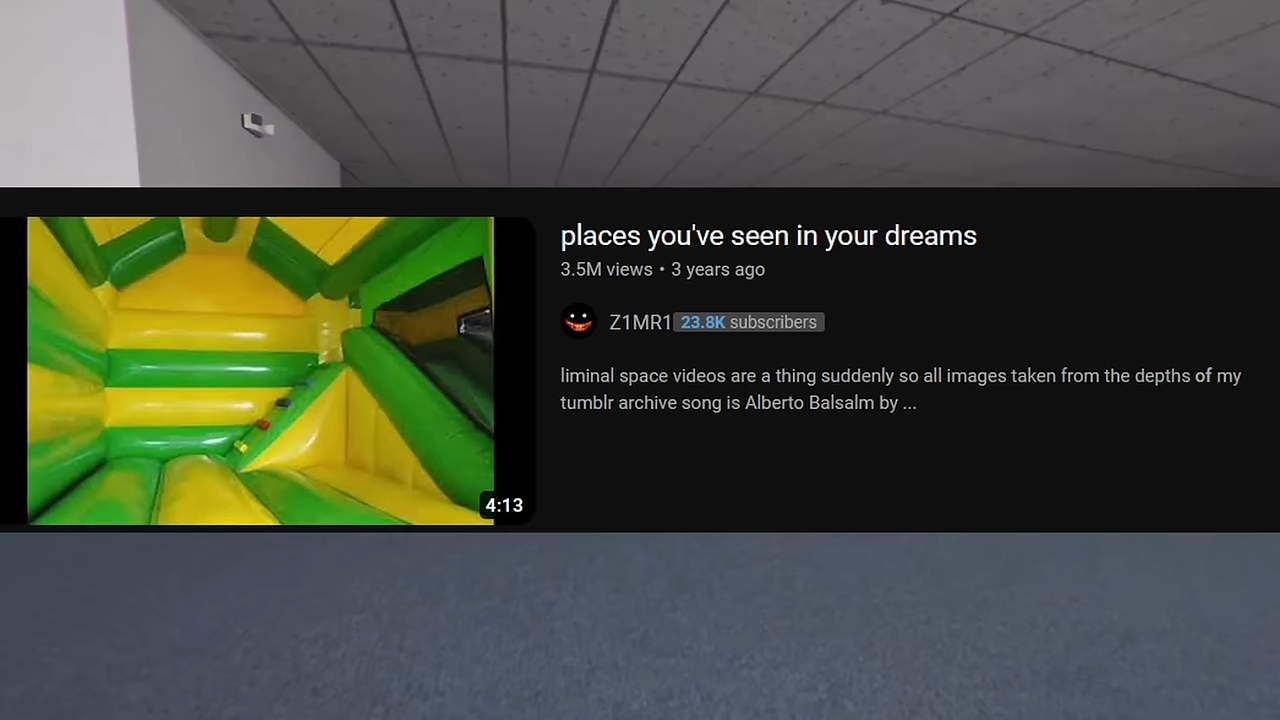 places you've seen in your dreams
3.5M views • 3 years ago
Z1MR1 23.8K subscribers
liminal space videos are a thing suddenly so all images taken from the depths of my
tumblr archive song is Alberto Balsalm by ...
4:13